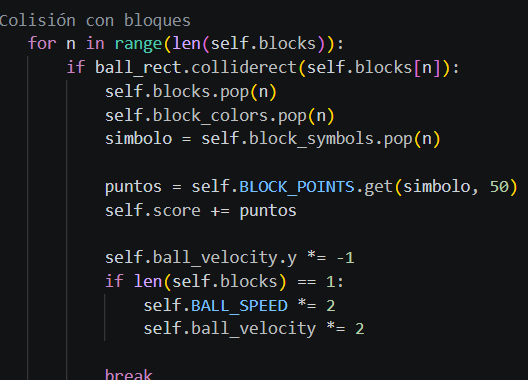 Colisión con bloques
for n in range(len(self.blocks)):
if ball_rect.colliderect(self.blocks[n]):
self.blocks.pop(n)
self.block_colors.pop(n)
simbolo = self.block_symbols.pop(n)
puntos = self.BLOCK_POINTS.get(simbolo, 50)
self.score += puntos
self.ball_velocity.y *= -1
if len(self.blocks) == 1:
self.BALL_SPEED *= 2
self.ball_velocity *= 2
break